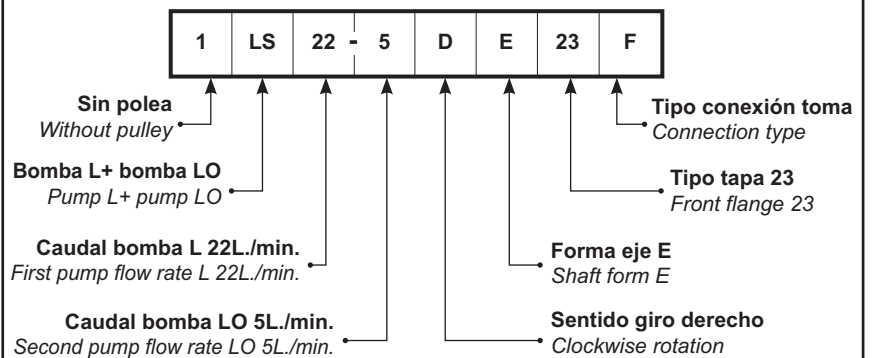 1 LS 22 - 5 D E 23 F
Sin polea
Without pulley
Bomba L+ bomba LO
Pump L+ pump LO
Caudal bomba L 22L./min.
First pump flow rate L 22L./min.
Caudal bomba LO 5L./min.
Second pump flow rate LO 5L./min.
Tipo conexión toma
Connection type
Tipo tapa 23
Front flange 23
Forma eje E
Shaft form E
Sentido giro derecho
Clockwise rotation